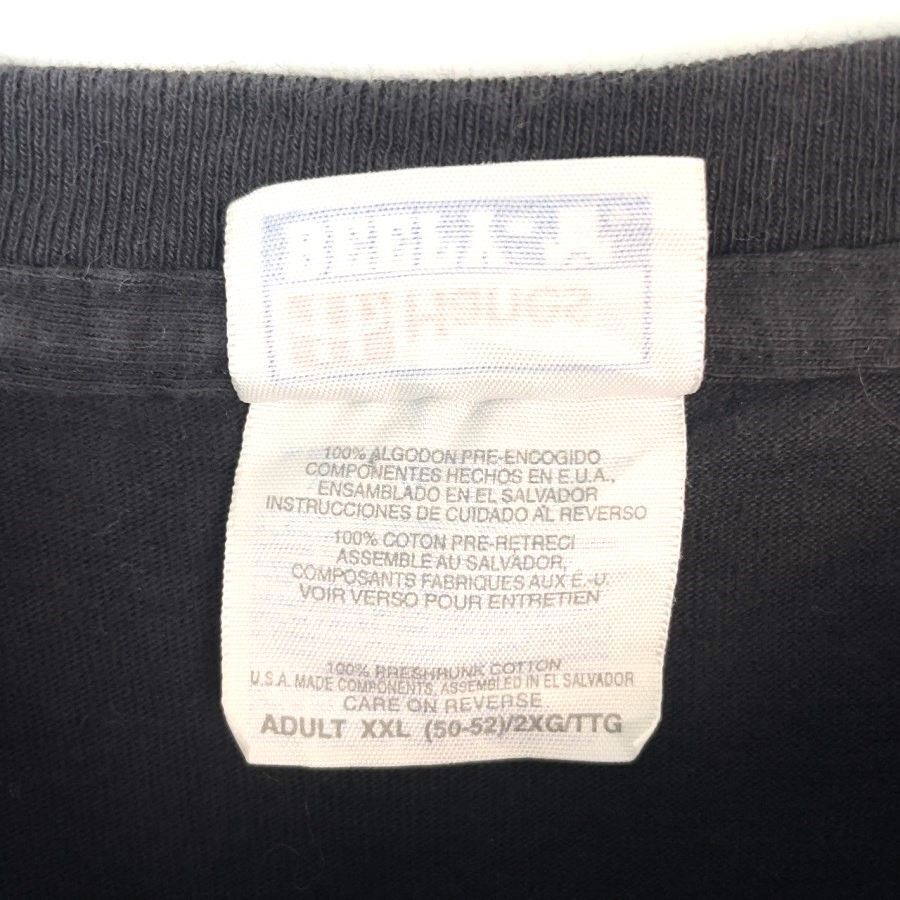 100% ALGODON PRE-ENCOGIDO
COMPONENTES HECHOS EN E.U.A.,
ENSAMBLADO EN EL SALVADOR
INSTRUCCIONES DE CUIDADO AL REVERSO
100% COTON PRE-RETRECI
ASSEMBLE AU SALVADOR,
COMPOSANTS FABRIQUES AUX É.-U.
VOIR VERSO POUR ENTRETIEN
100% PRESHRUNK COTTON
U.S.A. MADE COMPONENTS, ASSEMBLED IN EL SALVADOR
CARE ON REVERSE
ADULT XXL (50-52)/2XG/TTG